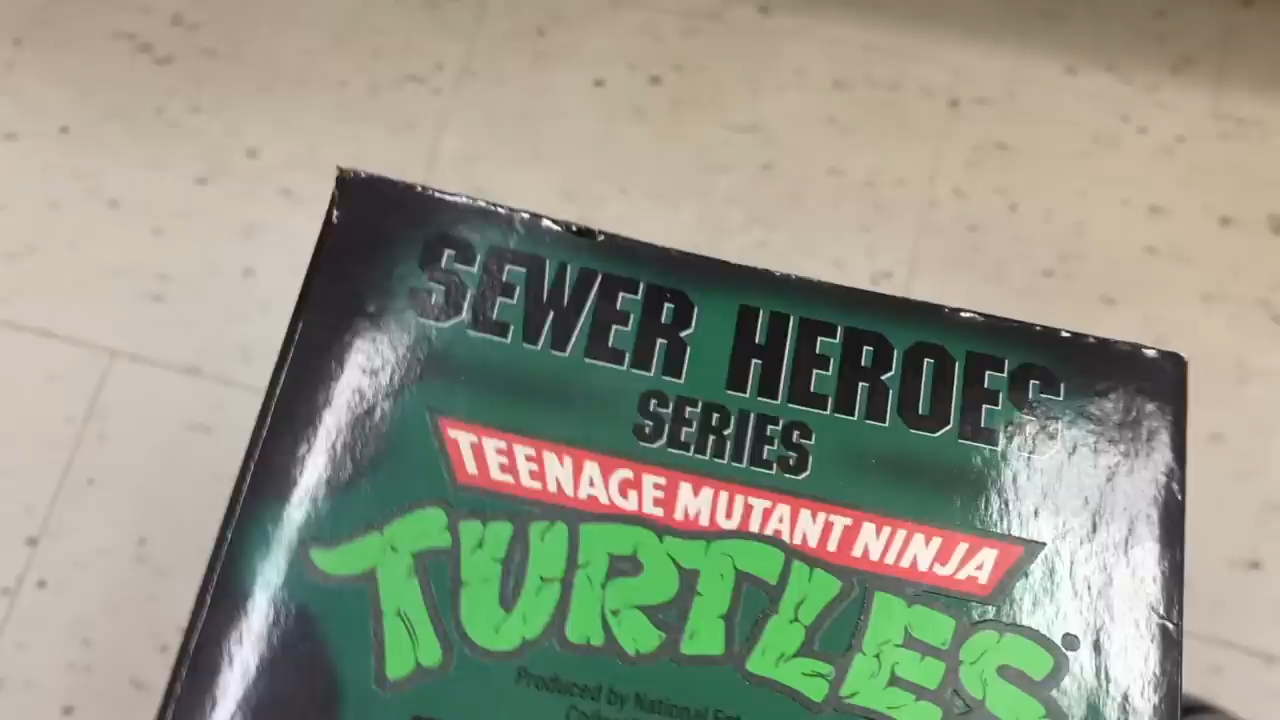 SEWER HEROES
SERIES
TEENAGE MUTANT NINJA
TURTLES
Produced by National